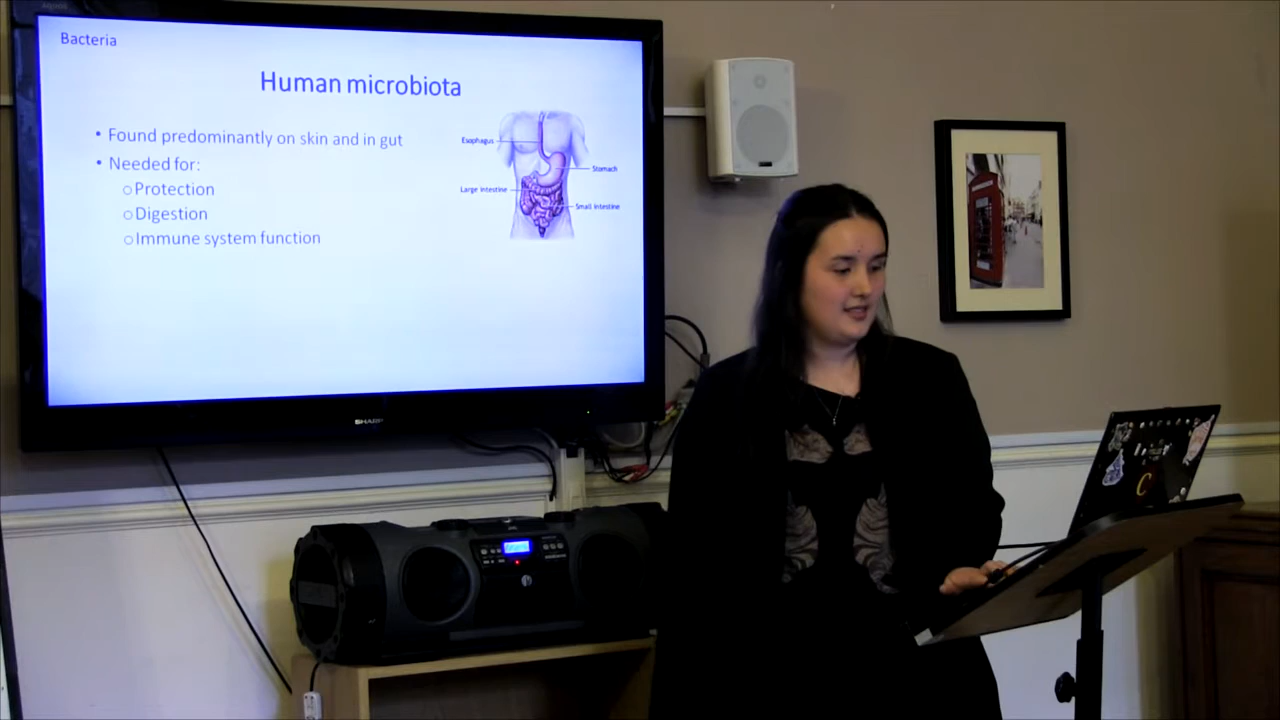 Bacteria
Human microbiota
• Found predominantly on skin and in gut
• Needed for:
o Protection
o Digestion
o Immune system function
Esophagus
Stomach
Large Intestine
Small Intestine
SHARP
C